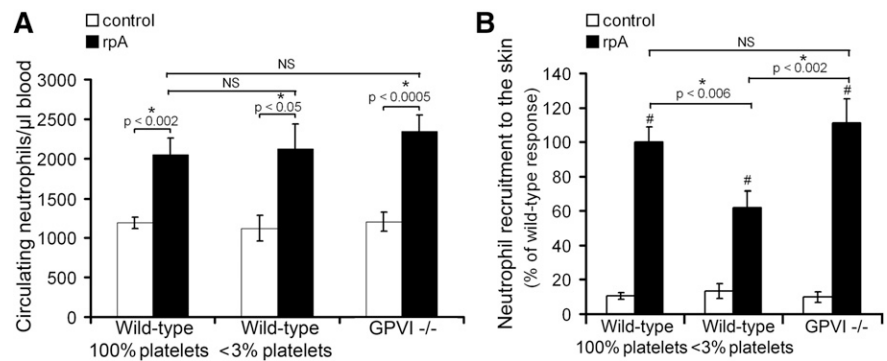 A
control
rpA
NS
NS
*
p < 0.002
*
p < 0.05
*
p < 0.0005
Circulating neutrophils/µl blood
3000
2500
2000
1500
1000
500
0
Wild-type
100% platelets
Wild-type
<3% platelets
GPVI -/-
B
control
rpA
NS
*
p < 0.006
*
p < 0.002
#
#
#
Neutrophil recruitment to the skin
(% of wild-type response)
140
120
100
80
60
40
20
0
Wild-type
100% platelets
Wild-type
<3% platelets
GPVI -/-